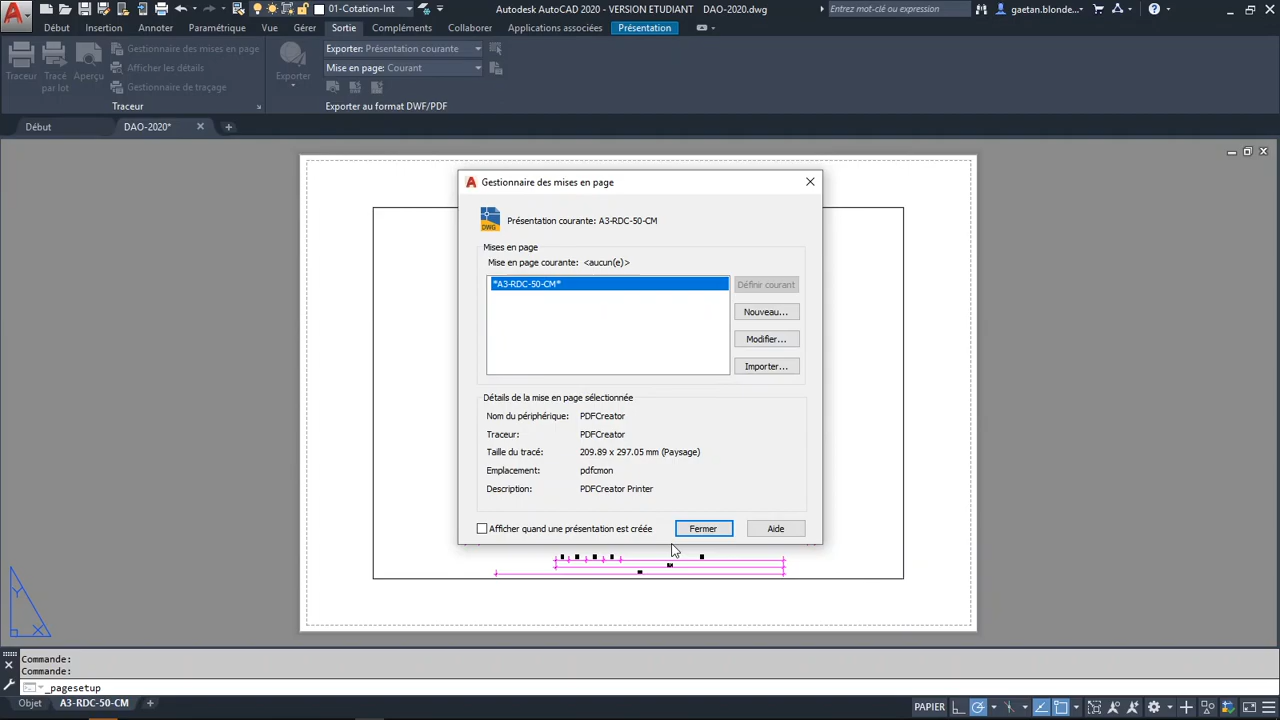 01-Cotation-Int
Autodesk AutoCAD 2020 - VERSION ETUDIANT DAO-2020.dwg
Entrez mot-clé ou expression
gaetan.blonde...
Début Insertion Annoter Paramétrique Vue Gérer Sortie Compléments Collaborer Applications associées Présentation
Traceur
Tracé par lot
Aperçu
Gestionnaire des mises en page
Afficher les détails
Gestionnaire de traçage
Traceur
Exporter
Exporter: Présentation courante
Mise en page: Courant
Exporter au format DWF/PDF
Début
DAO-2020*
Gestionnaire des mises en page
DWG
Présentation courante: A3-RDC-50-CM
Mises en page
Mise en page courante: <aucun(e)>
*A3-RDC-50-CM*
Définir courant
Nouveau...
Modifier...
Importer...
Détails de la mise en page sélectionnée
Nom du périphérique: PDFCreator
Traceur: PDFCreator
Taille du tracé: 209.89 x 297.05 mm (Paysage)
Emplacement: pdfcmon
Description: PDFCreator Printer
Afficher quand une présentation est créée
Fermer
Aide
Y
X
Commande:
Commande:
_pagesetup
Objet A3-RDC-50-CM
PAPIER